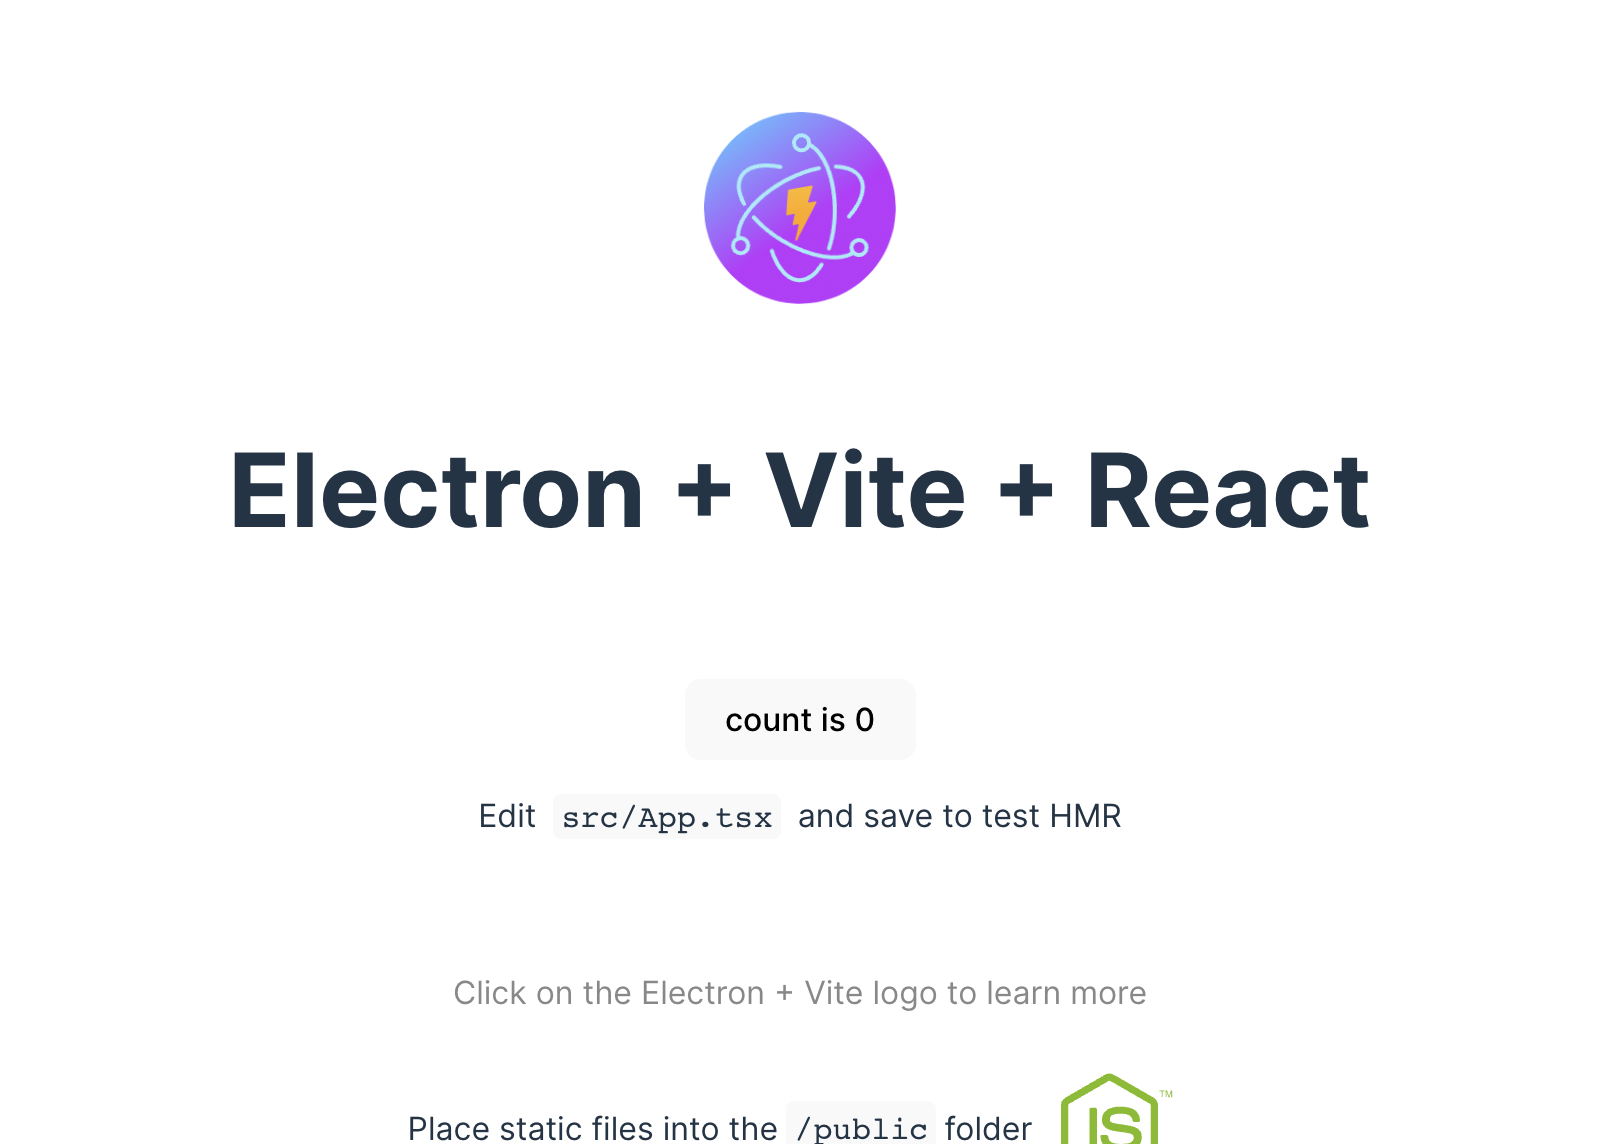 Electron + Vite + React
count is 0
Edit src/App.tsx and save to test HMR
Click on the Electron + Vite logo to learn more
Place static files into the /public folder
JS
TM